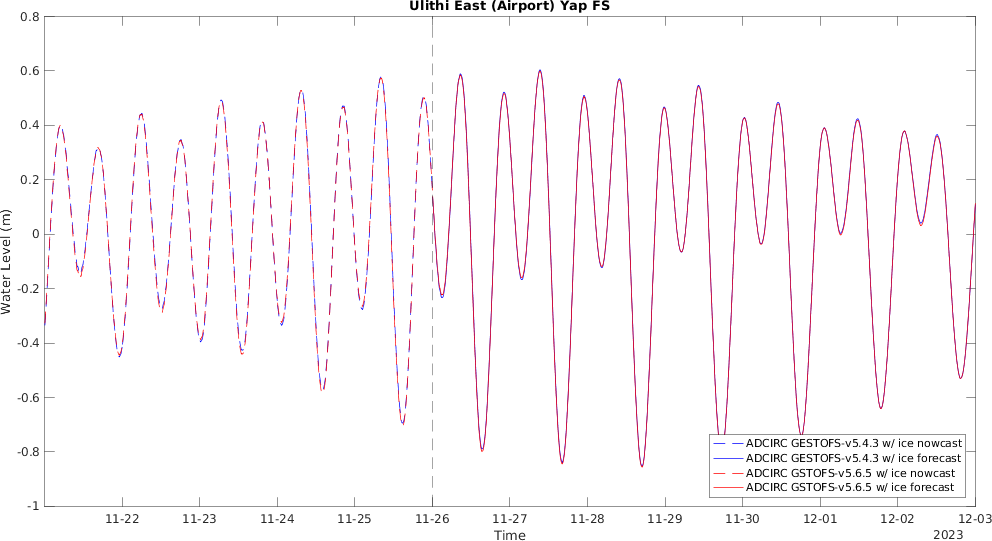 Ulithi East (Airport) Yap FS
0.8
0.6
0.4
0.2
0
-0.2
-0.4
-0.6
-0.8
-1
Water Level (m)
ADCIRC GESTOFS-v5.4.3 w/ ice nowcast
ADCIRC GESTOFS-v5.4.3 w/ ice forecast
ADCIRC GSTOFS-v5.6.5 w/ ice nowcast
ADCIRC GSTOFS-v5.6.5 w/ ice forecast
11-22 11-23 11-24 11-25 11-26 11-27 11-28 11-29 11-30 12-01 12-02 12-03
Time
2023